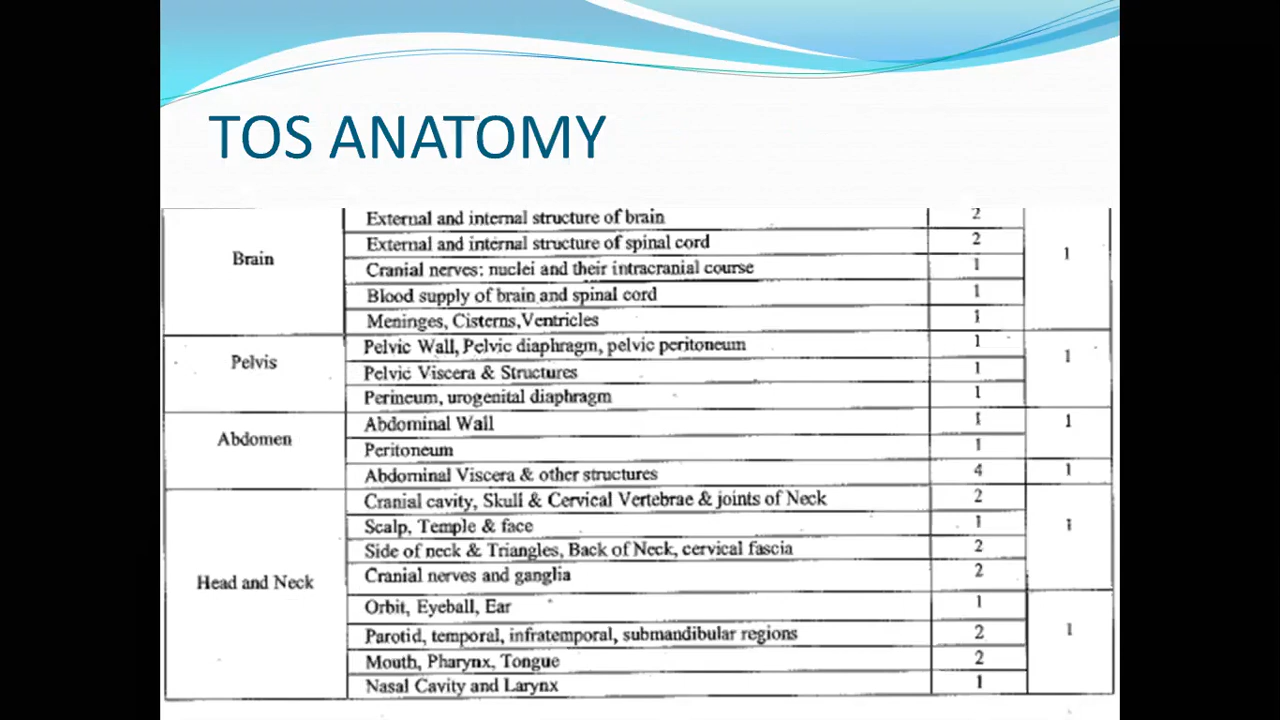 TOS ANATOMY
External and internal structure of brain 2
Brain External and internal structure of spinal cord 2 1
Cranial nerves: nuclei and their intracranial course 1
Blood supply of brain and spinal cord 1
Meninges, Cisterns,Ventricles 1
Pelvic Wall, Pelvic diaphragm, pelvic peritoneum 1
Pelvis Pelvic Viscera & Structures 1 1
Perineum, urogenital diaphragm 1
Abdominal Wall 1 1
Abdomen Peritoneum 1
Abdominal Viscera & other structures 4 1
Cranial cavity, Skull & Cervical Vertebrae & joints of Neck 2
Scalp, Temple & face 1 1
Side of neck & Triangles, Back of Neck, cervical fascia 2
Head and Neck Cranial nerves and ganglia 2
Orbit, Eyeball, Ear 1
Parotid, temporal, infratemporal, submandibular regions 2 1
Mouth, Pharynx, Tongue 2
Nasal Cavity and Larynx 1